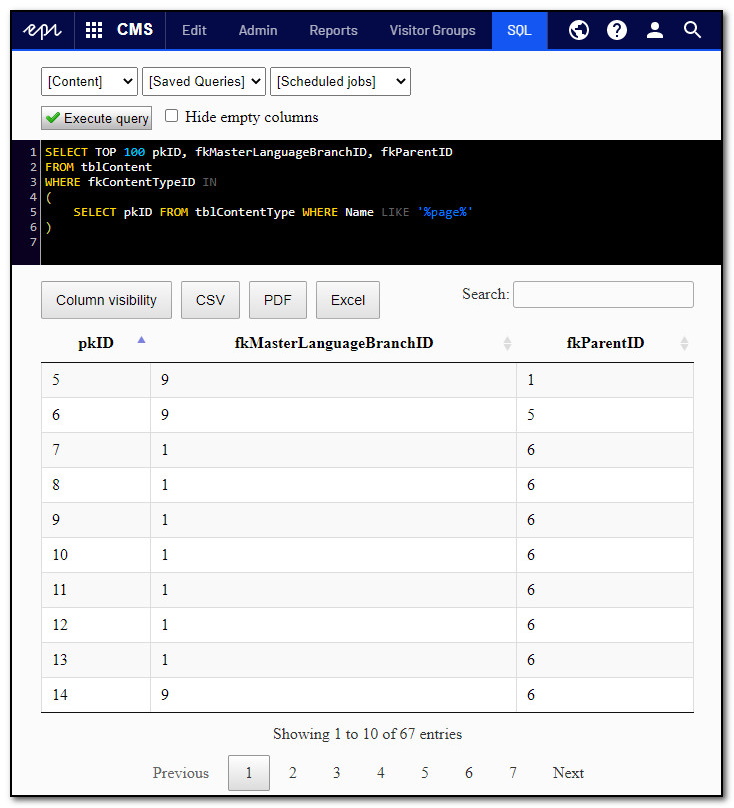 epi CMS Edit Admin Reports Visitor Groups SQL
[Content] [Saved Queries] [Scheduled jobs]
Execute query Hide empty columns
1 SELECT TOP 100 pkID, fkMasterLanguageBranchID, fkParentID
2 FROM tblContent
3 WHERE fkContentTypeID IN
4 (
5 SELECT pkID FROM tblContentType WHERE Name LIKE '%page%'
6 )
7
Column visibility CSV PDF Excel Search:
pkID fkMasterLanguageBranchID fkParentID
5 9 1
6 9 5
7 1 6
8 1 6
9 1 6
10 1 6
11 1 6
12 1 6
13 1 6
14 9 6
Showing 1 to 10 of 67 entries
Previous 1 2 3 4 5 6 7 Next